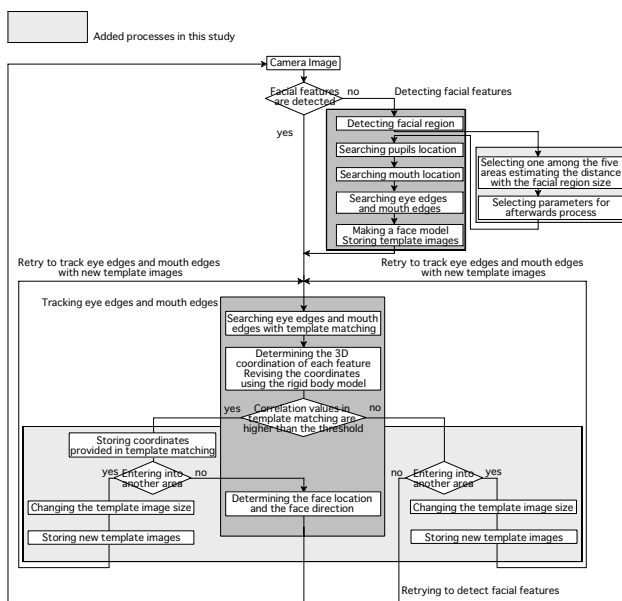 Added processes in this study
Camera Image
Facial features
are detected
no
Detecting facial features
yes
Detecting facial region
Searching pupils location
Searching mouth location
Searching eye edges
and mouth edges
Making a face model
Storing template images
Selecting one among the five
areas estimating the distance
with the facial region size
Selecting parameters for
afterwards process
Retry to track eye edges and mouth edges
with new template images
Retry to track eye edges and mouth edges
with new template images
Tracking eye edges and mouth edges
Searching eye edges and mouth
edges with template matching
Determining the 3D
coordination of each feature
Revising the coordinates
using the rigid body model
yes
Correlation values in
Template matching are
higher than the threshold
no
Storing coordinates
provided in template matching
yes
Entering into
another area
no
no
Entering into
another area
yes
Changing the template image size
Determining the face location
and the face direction
Changing the template image size
Storing new template images
Storing new template images
Retrying to detect facial features